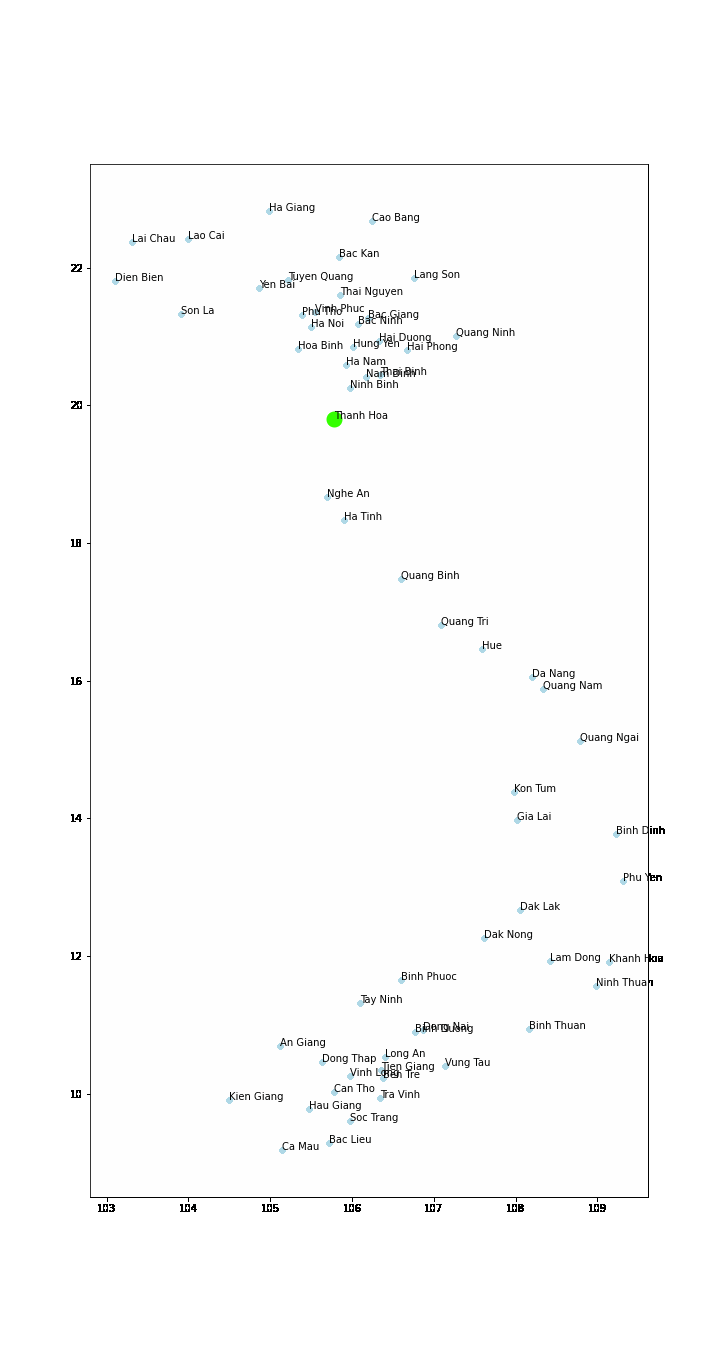 Ha Giang
Cao Bang
Lao Cai
Lai Chau
Bac Kan
22
Lang Son
Tuyen Quang
Dien Bien
Yen Bai
Thai Nguyen
Vinh Phuc
Son La
Phu Tho
Bac Giang
Bac Ninh
Ha Noi
Quang Ninh
Hai Duong
Hung Yen
Hoa Binh
Hai Phong
Ha Nam
Thai Binh
Nam Dinh
Ninh Binh
20
Thanh Hoa
Nghe An
Ha Tinh
18
Quang Binh
Quang Tri
Hue
Da Nang
16
Quang Nam
Quang Ngai
Kon Tum
14
Gia Lai
Binh Dinh
Phu Yen
Dak Lak
Dak Nong
12
Lam Dong
Khanh Hoa
Binh Phuoc
Ninh Thuan
Tay Ninh
Dong Nai
Binh Duong
Binh Thuan
An Giang
Long An
Dong Thap
Vung Tau
Tien Giang
Vinh Long
Ben Tre
10
Can Tho
Kien Giang
Tra Vinh
Hau Giang
Soc Trang
Bac Lieu
Ca Mau
103 104 105 106 107 108 109